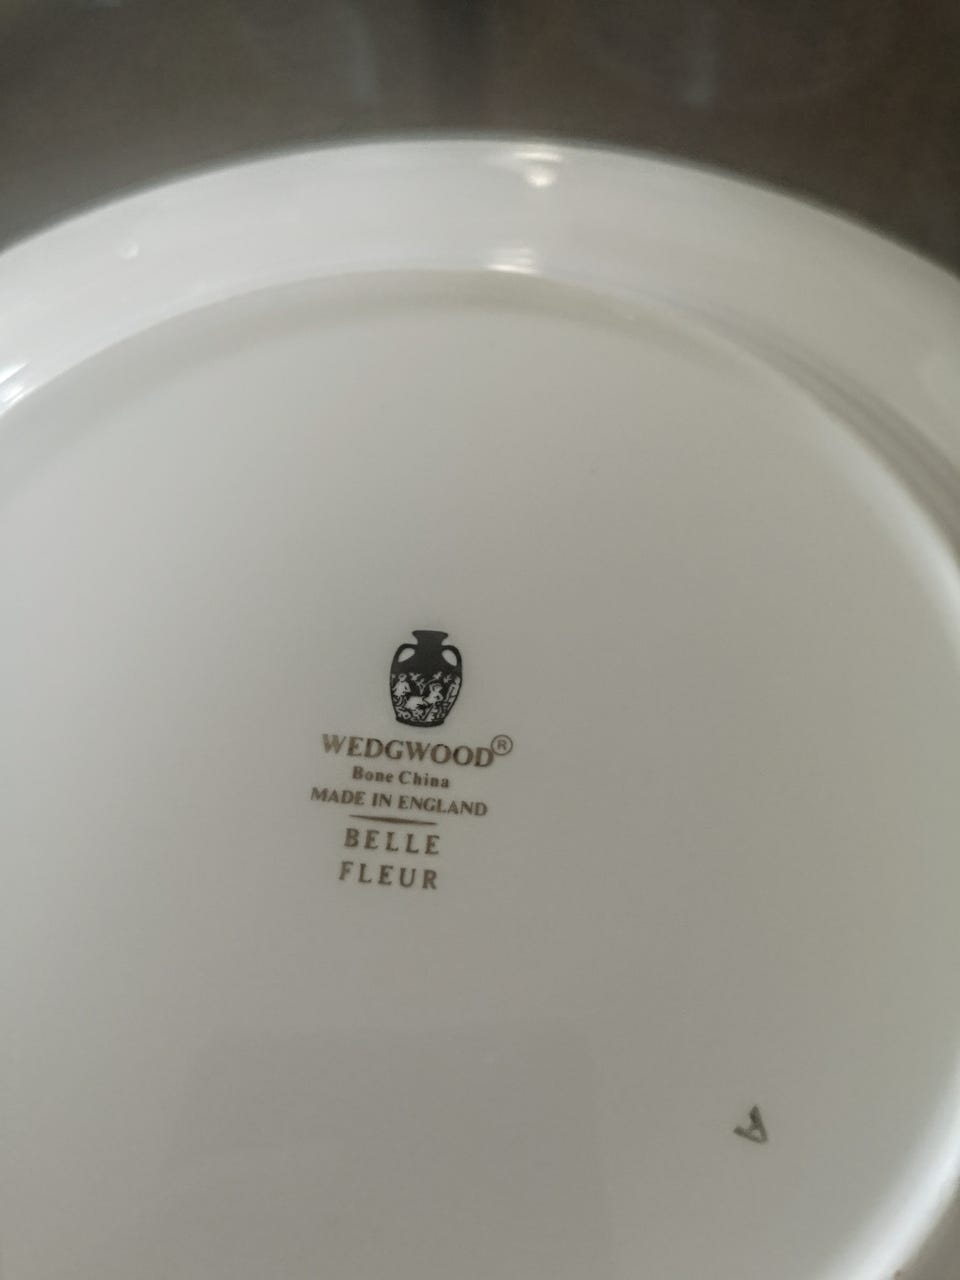 WEDGWOOD®
Bone China
MADE IN ENGLAND
BELLE
FLEUR